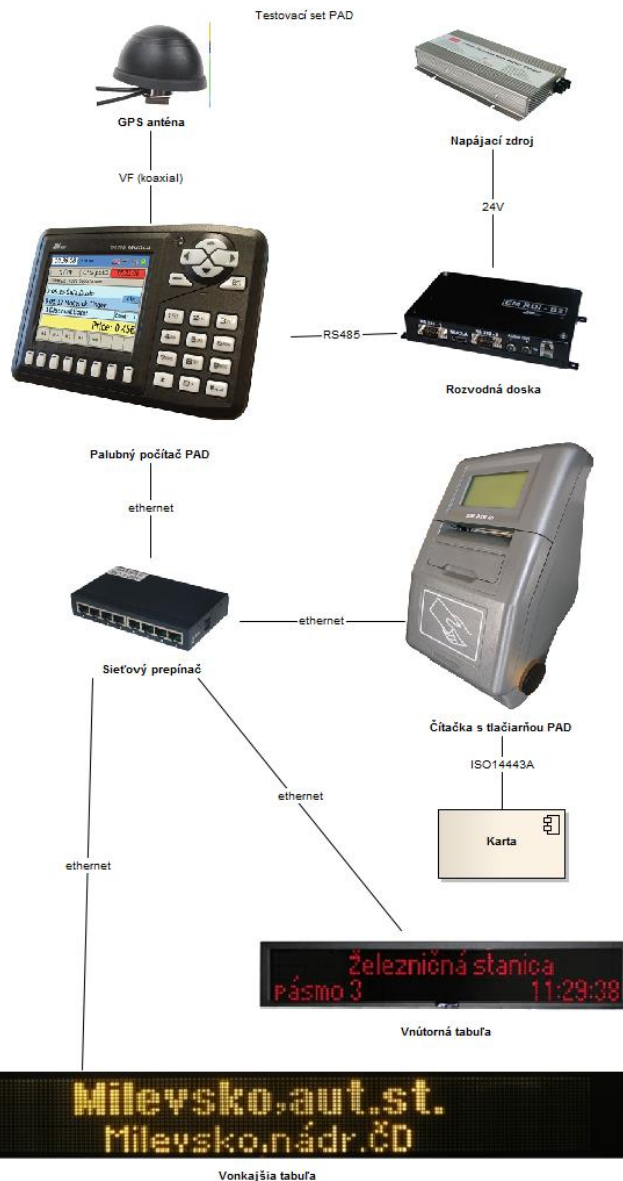 Testovací set PAD
GPS anténa
Napájací zdroj
VF (koaxial)
24V
RS485
Rozvodná doska
Palubný počítač PAD
ethernet
ethernet
Sieťový prepínač
Čítačka s tlačiarňou PAD
ISO14443A
ethernet
Karta
ethernet
Železničná stanica
pásmo 3 11:29:38
Vnútorná tabuľa
Milevsko,aut.st.
Milevsko,nádr.ČD
Vonkajšia tabuľa